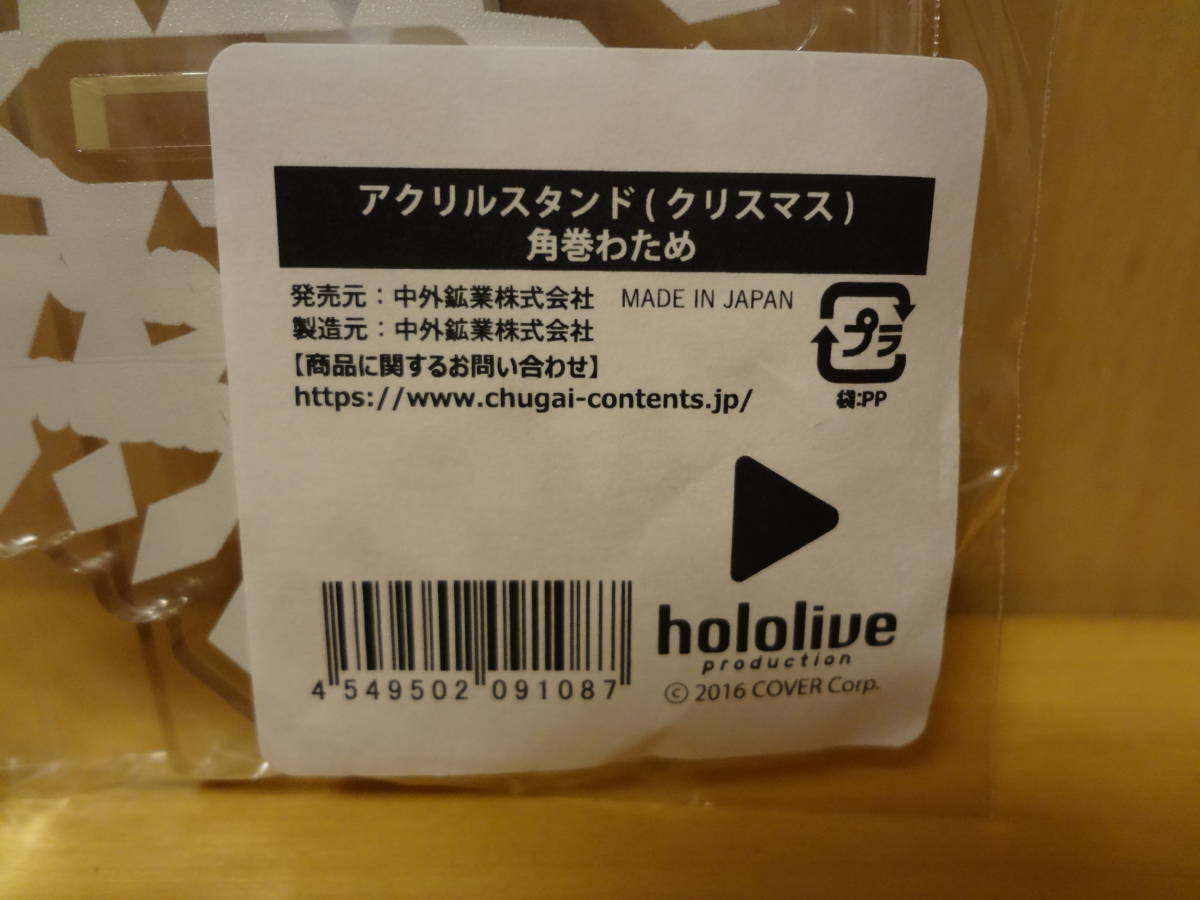 アクリルスタンド(クリスマス)
角巻わため
発売元：中外鉱業株式会社 MADE IN JAPAN
製造元：中外鉱業株式会社
【商品に関するお問い合わせ】
https://www.chugai-contents.jp/
プラ
袋:PP
hololive
production
© 2016 COVER Corp.
4 549502 091087